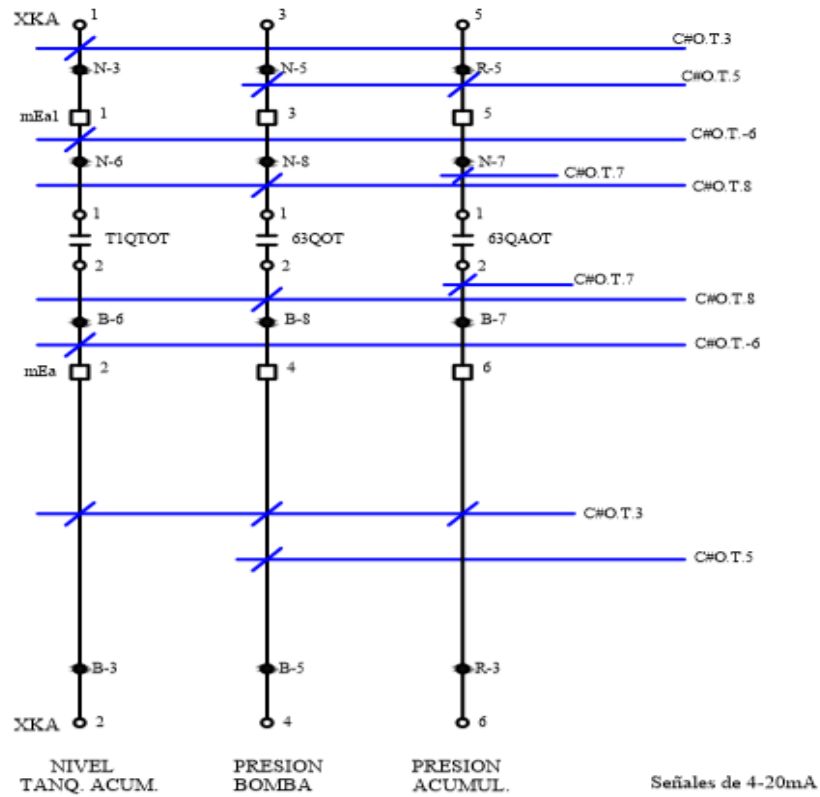 XKA 1 3 5
C#O.T.3
N-3 N-5 R-5
C#O.T.5
mEa1 1 3 5
C#O.T.-6
N-6 N-8 N-7
C#O.T.7
C#O.T.8
1 1 1
T1QTOT 63QOT 63QAOT
2 2 2
C#O.T.7
C#O.T.8
B-6 B-8 B-7
C#O.T.-6
mEa 2 4 6
C#O.T.3
C#O.T.5
B-3 B-5 R-3
XKA 2 4 6
NIVEL PRESION PRESION
TANQ. ACUM. BOMBA ACUMUL. Señales de 4-20mA